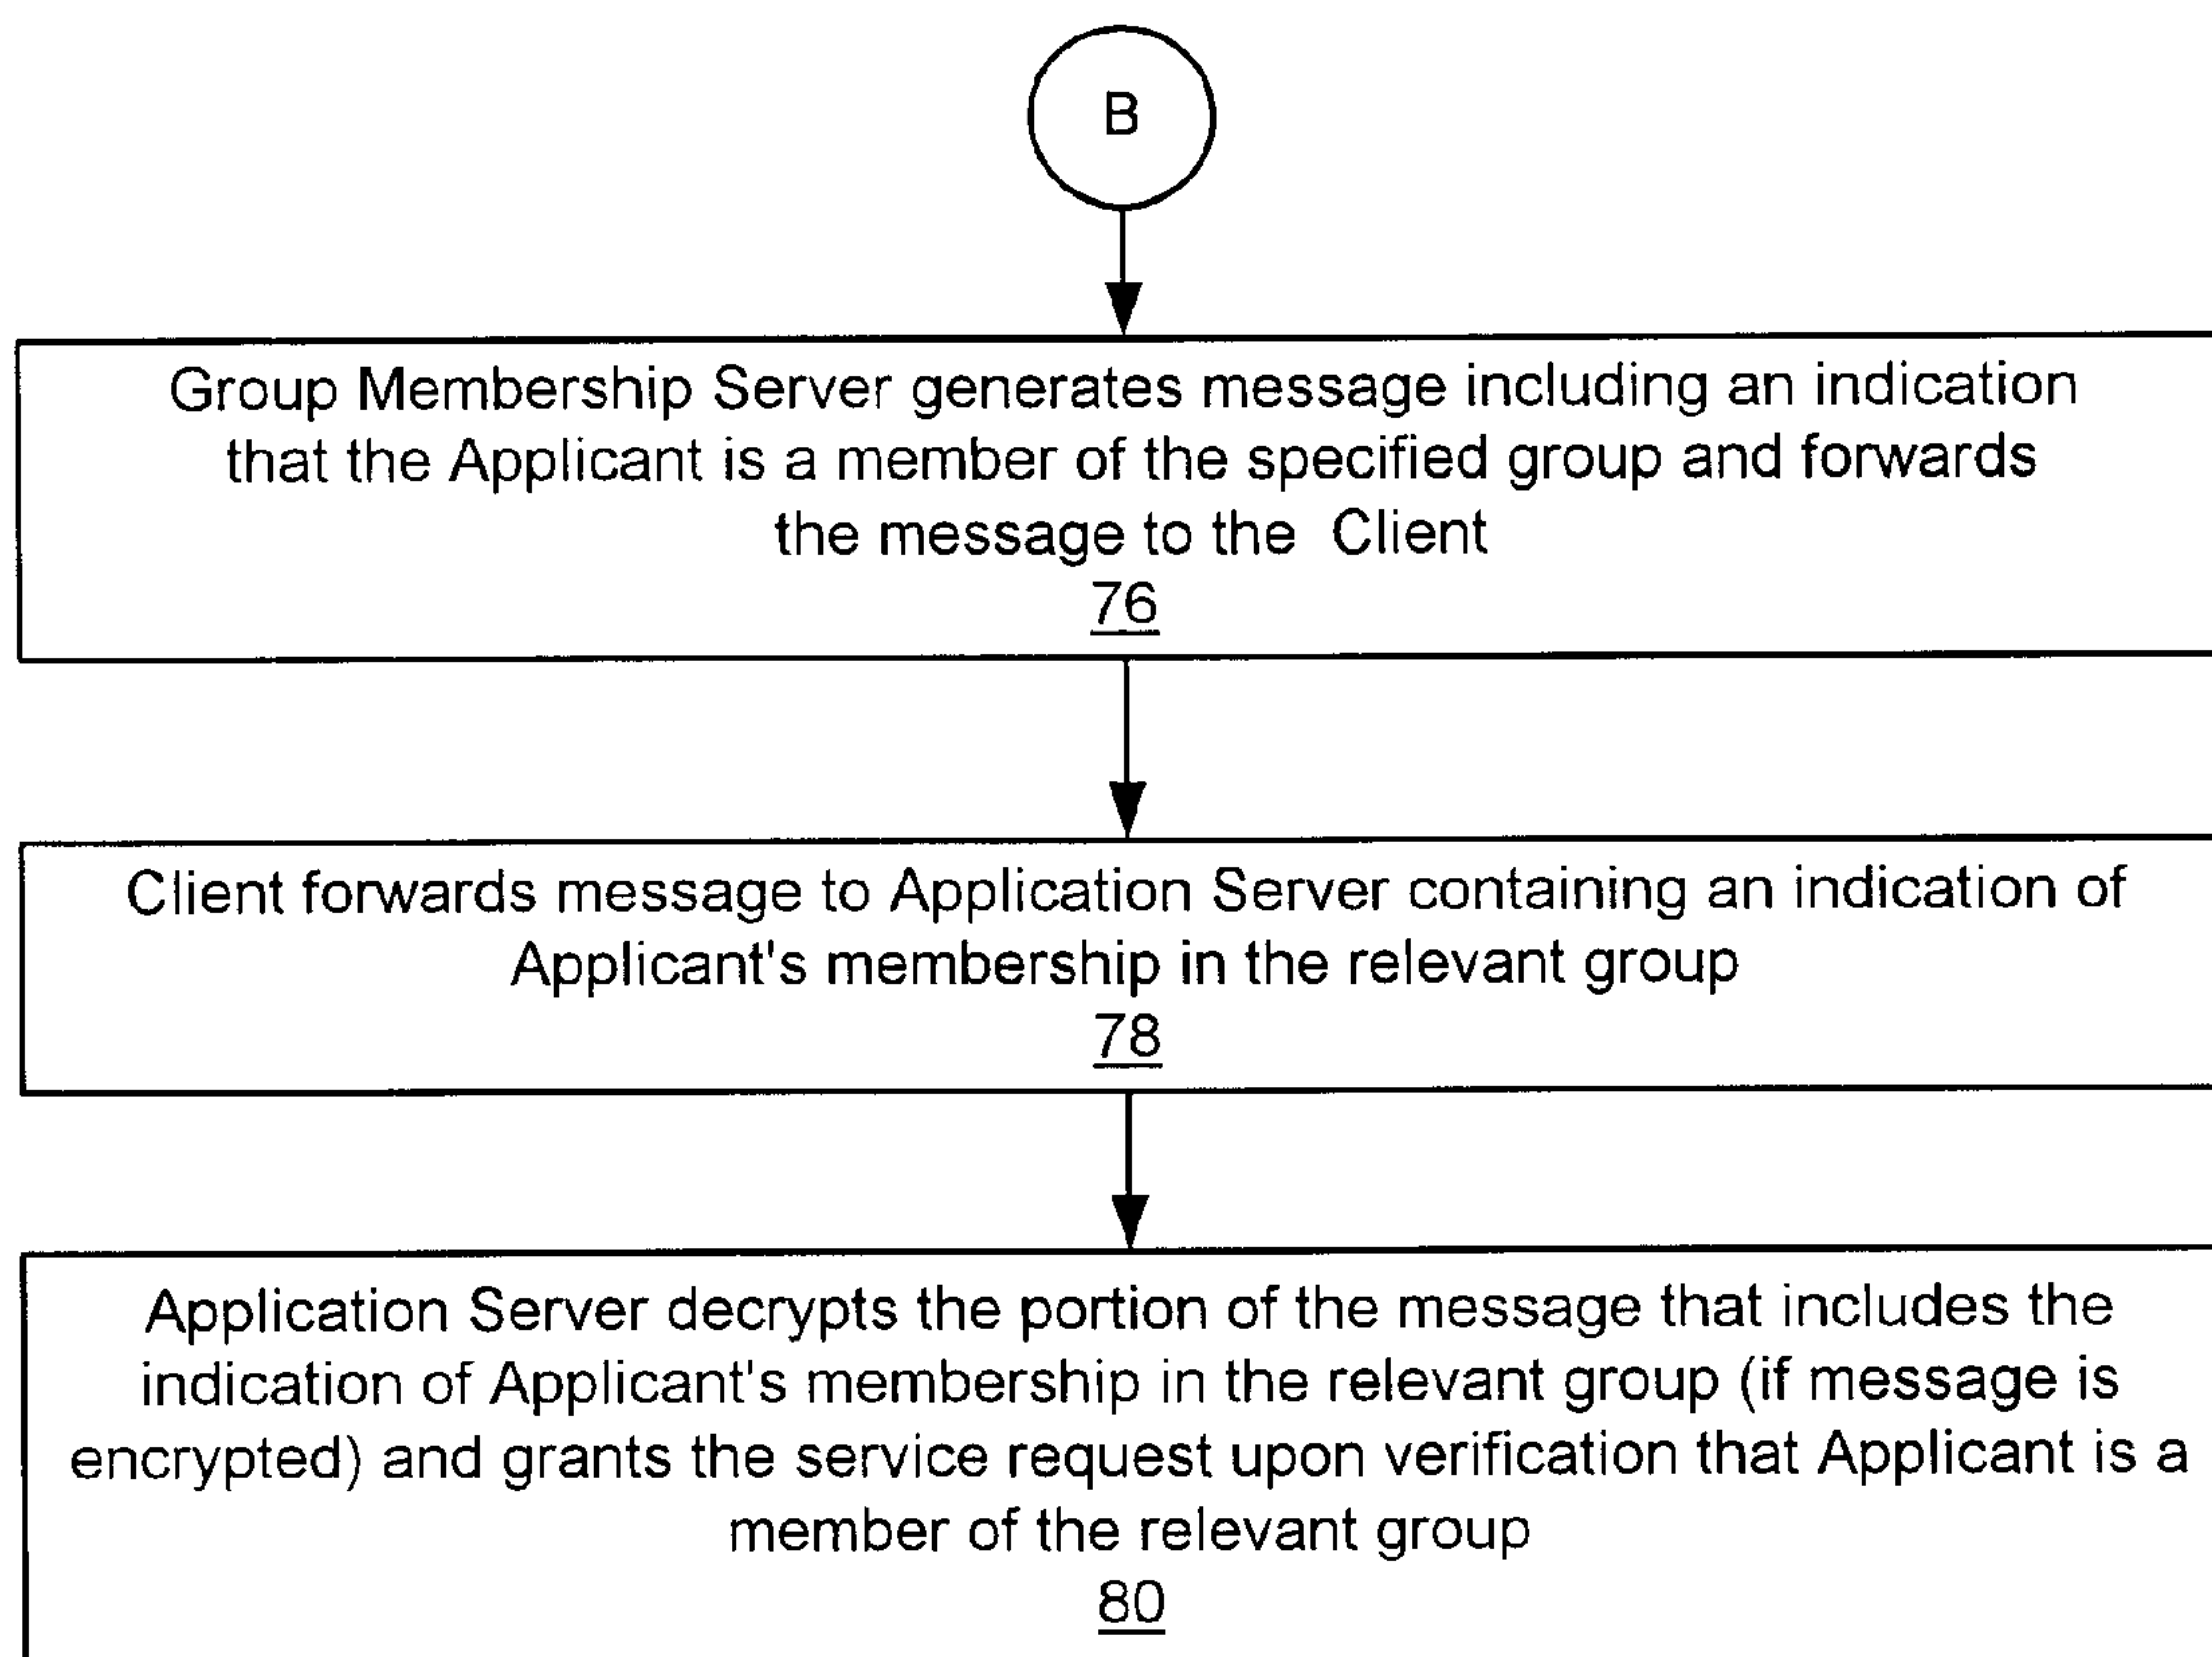 B
Group Membership Server generates message including an indication
that the Applicant is a member of the specified group and forwards
the message to the Client
76
Client forwards message to Application Server containing an indication of
Applicant's membership in the relevant group
78
Application Server decrypts the portion of the message that includes the
indication of Applicant's membership in the relevant group (if message is
encrypted) and grants the service request upon verification that Applicant is a
member of the relevant group
80